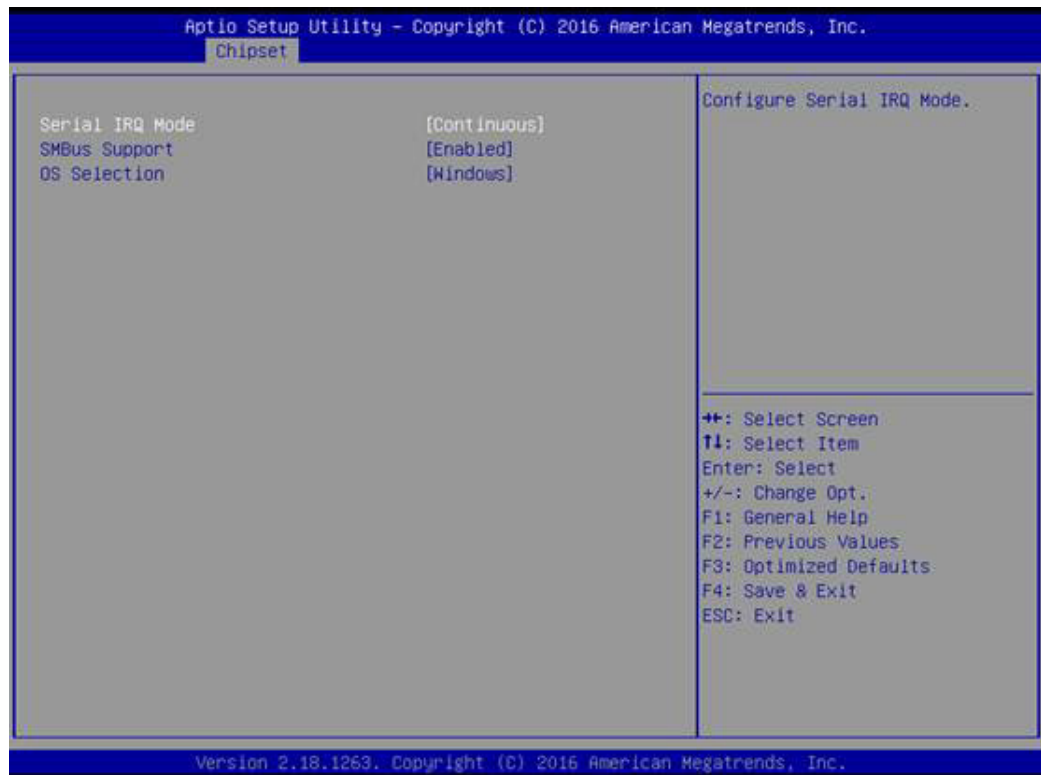 Aptio Setup Utility – Copyright (C) 2016 American Megatrends, Inc.
Chipset
Serial IRQ Mode [Continuous]
SMBus Support [Enabled]
OS Selection [Windows]
Configure Serial IRQ Mode.
→←: Select Screen
↑↓: Select Item
Enter: Select
+/-: Change Opt.
F1: General Help
F2: Previous Values
F3: Optimized Defaults
F4: Save & Exit
ESC: Exit
Version 2.18.1263. Copyright (C) 2016 American Megatrends, Inc.